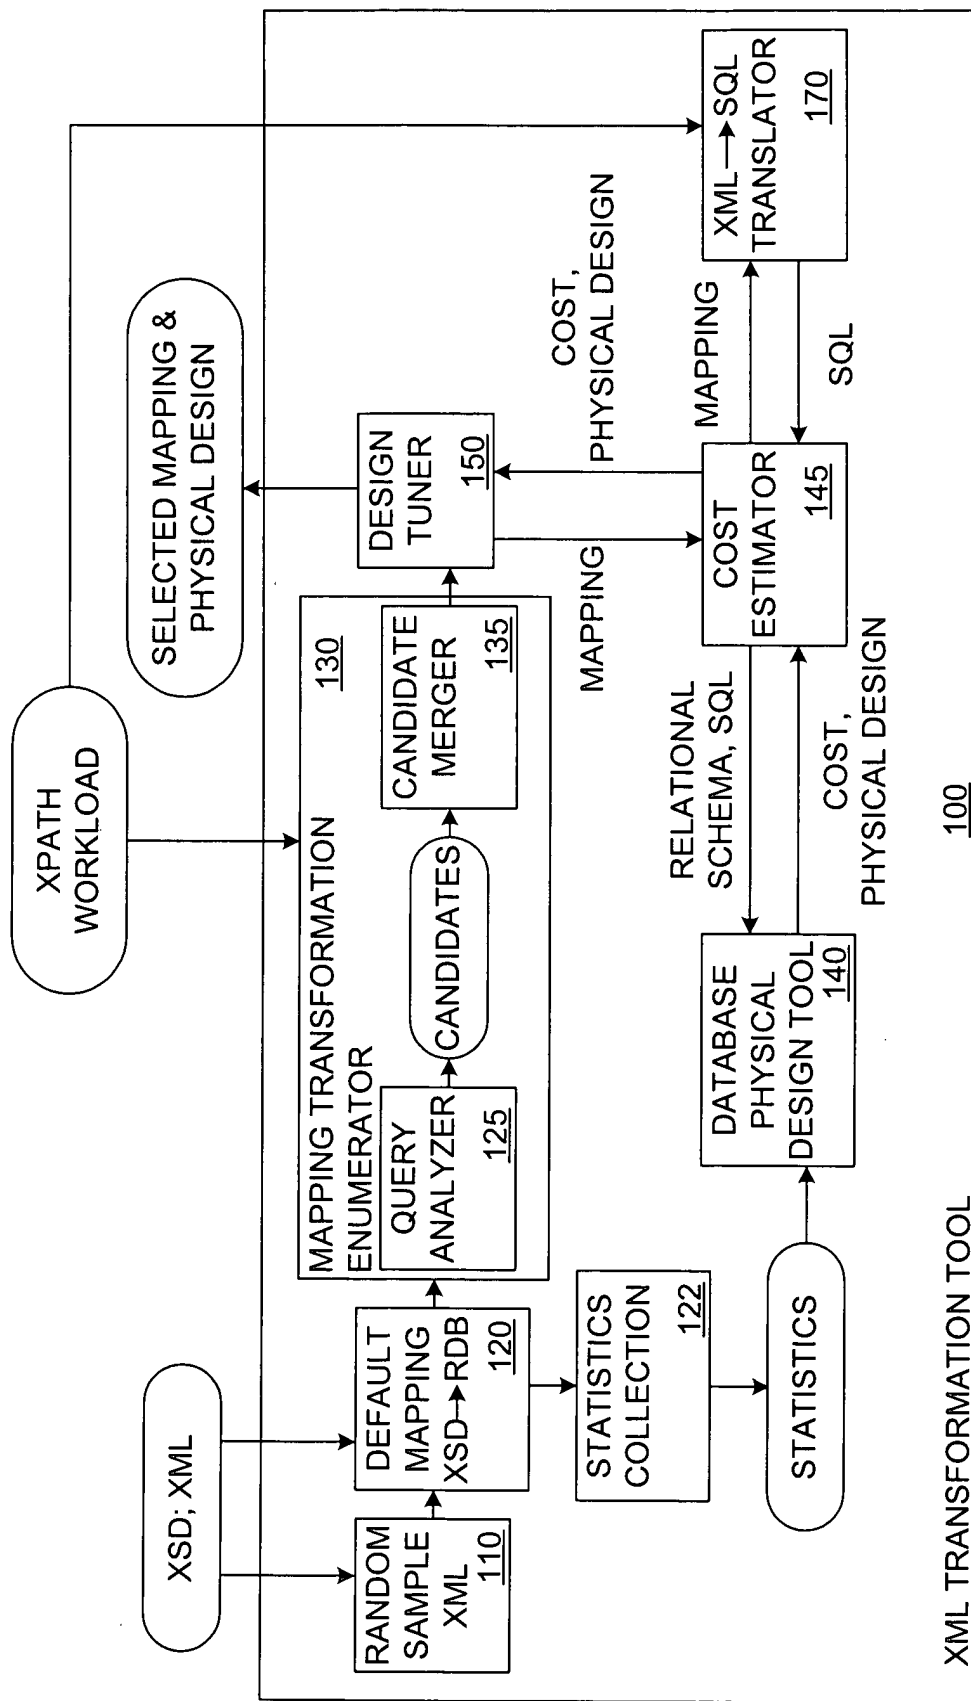 XSD; XML
XPATH
WORKLOAD
SELECTED MAPPING &
PHYSICAL DESIGN
RANDOM
SAMPLE
XML
110
DEFAULT
MAPPING
XSD→RDB
120
MAPPING TRANSFORMATION
ENUMERATOR
130
QUERY
ANALYZER
125
CANDIDATES
CANDIDATE
MERGER
135
DESIGN
TUNER
150
STATISTICS
COLLECTION
122
MAPPING
COST,
PHYSICAL DESIGN
STATISTICS
DATABASE
PHYSICAL
DESIGN TOOL
140
RELATIONAL
SCHEMA, SQL
COST,
PHYSICAL DESIGN
COST
ESTIMATOR
145
MAPPING
SQL
XML→SQL
TRANSLATOR
170
XML TRANSFORMATION TOOL
100